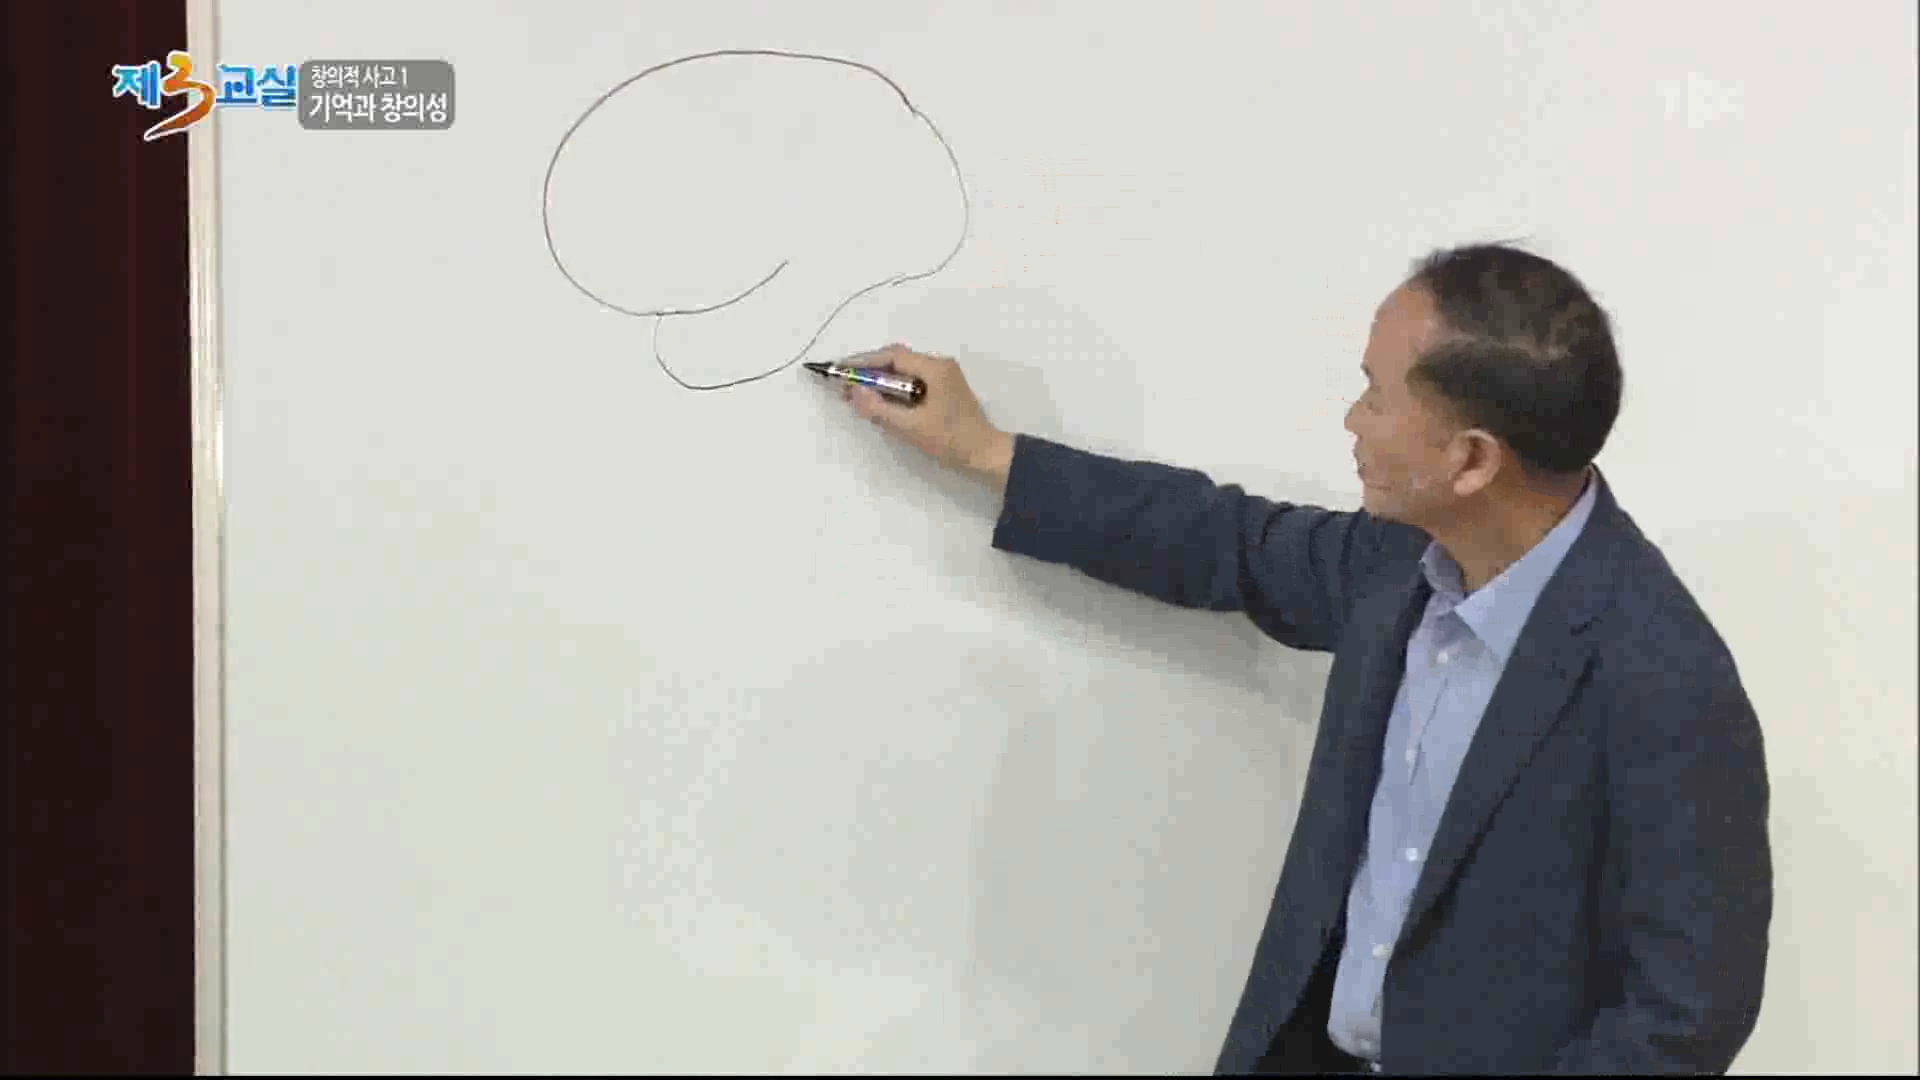 제3교실
창의적 사고 1
기억과 창의성